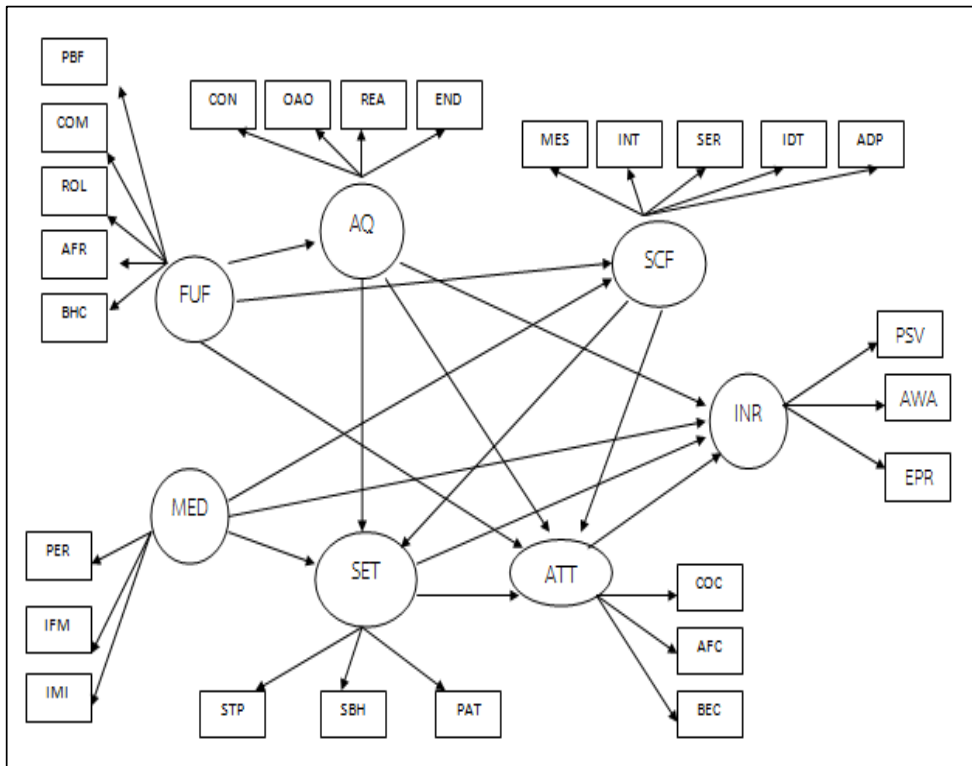 PBF
COM
ROL
AFR
BHC
CON
OAO
REA
END
MES
INT
SER
IDT
ADP
AQ
SCF
FUF
PSV
AWA
EPR
INR
MED
PER
IFM
IMI
SET
ATT
COC
AFC
BEC
STP
SBH
PAT